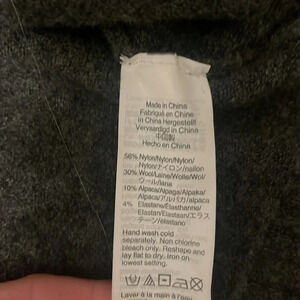 Made in China
Fabriqué en Chine
in China Hergestellt
Vervaardigd in China
中国製
Hecho en China
56% Nylon/Nylon/Nylon/
Nylon/ナイロン/nailon
30% Wool/Laine/Wolle/Wol/
ウール/lana
10% Alpaca/Alpaga/Alpaka/
Alpaca/アルパカ/alpaca
4% Elastane/Elasthanne/
Elastan/Elastaan/エラス
テーン/elastano
Hand wash cold
separately. Non chlorine
bleach only. Reshape and
lay flat to dry. Iron on
lowest setting.
Laver à la main à l'eau